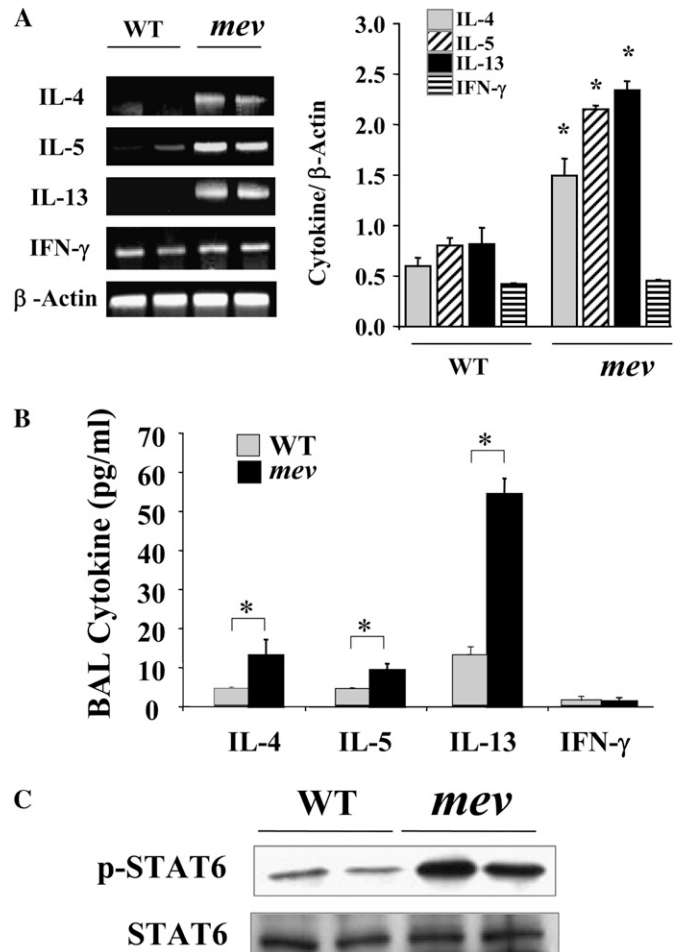 A
WT mev
IL-4
IL-5
IL-13
IFN-γ
β -Actin
Cytokine/ β-Actin
3.0
2.5
2.0
1.5
1.0
0.5
0.0
IL-4
IL-5
IL-13
IFN-γ
* * *
WT mev
B
BAL Cytokine (pg/ml)
70
60
50
40
30
20
10
0
WT
mev
* * *
IL-4 IL-5 IL-13 IFN-γ
C
WT mev
p-STAT6
STAT6